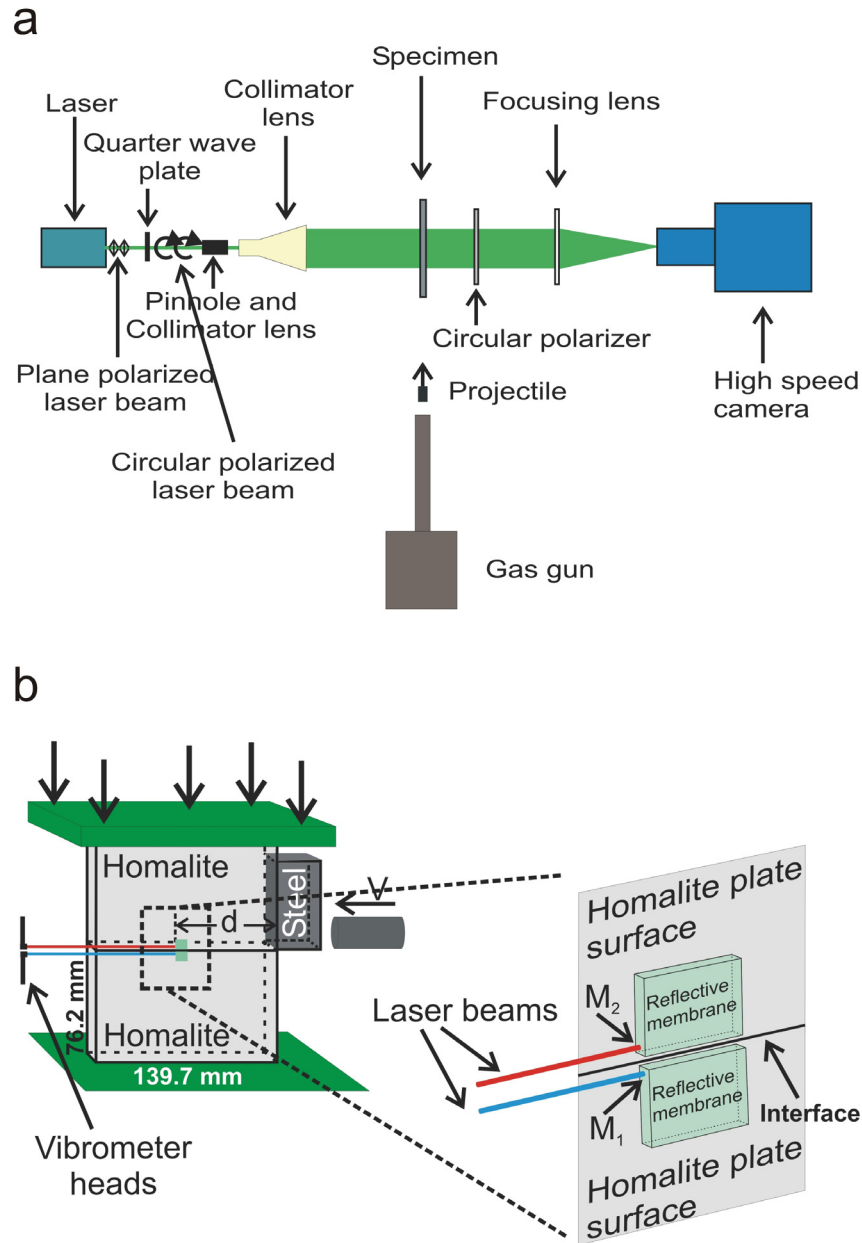 a
Specimen
Collimator
lens
Focusing lens
Laser
Quarter wave
plate
Pinhole and
Collimator lens
Circular polarizer
Plane polarized
laser beam
Projectile
High speed
camera
Circular polarized
laser beam
Gas gun
b
Homalite
Steel
V
d
76.2 mm
Homalite
139.7 mm
Vibrometer
heads
Homalite plate
surface
M2
Reflective
membrane
Laser beams
M1
Reflective
membrane
Interface
Homalite plate
surface